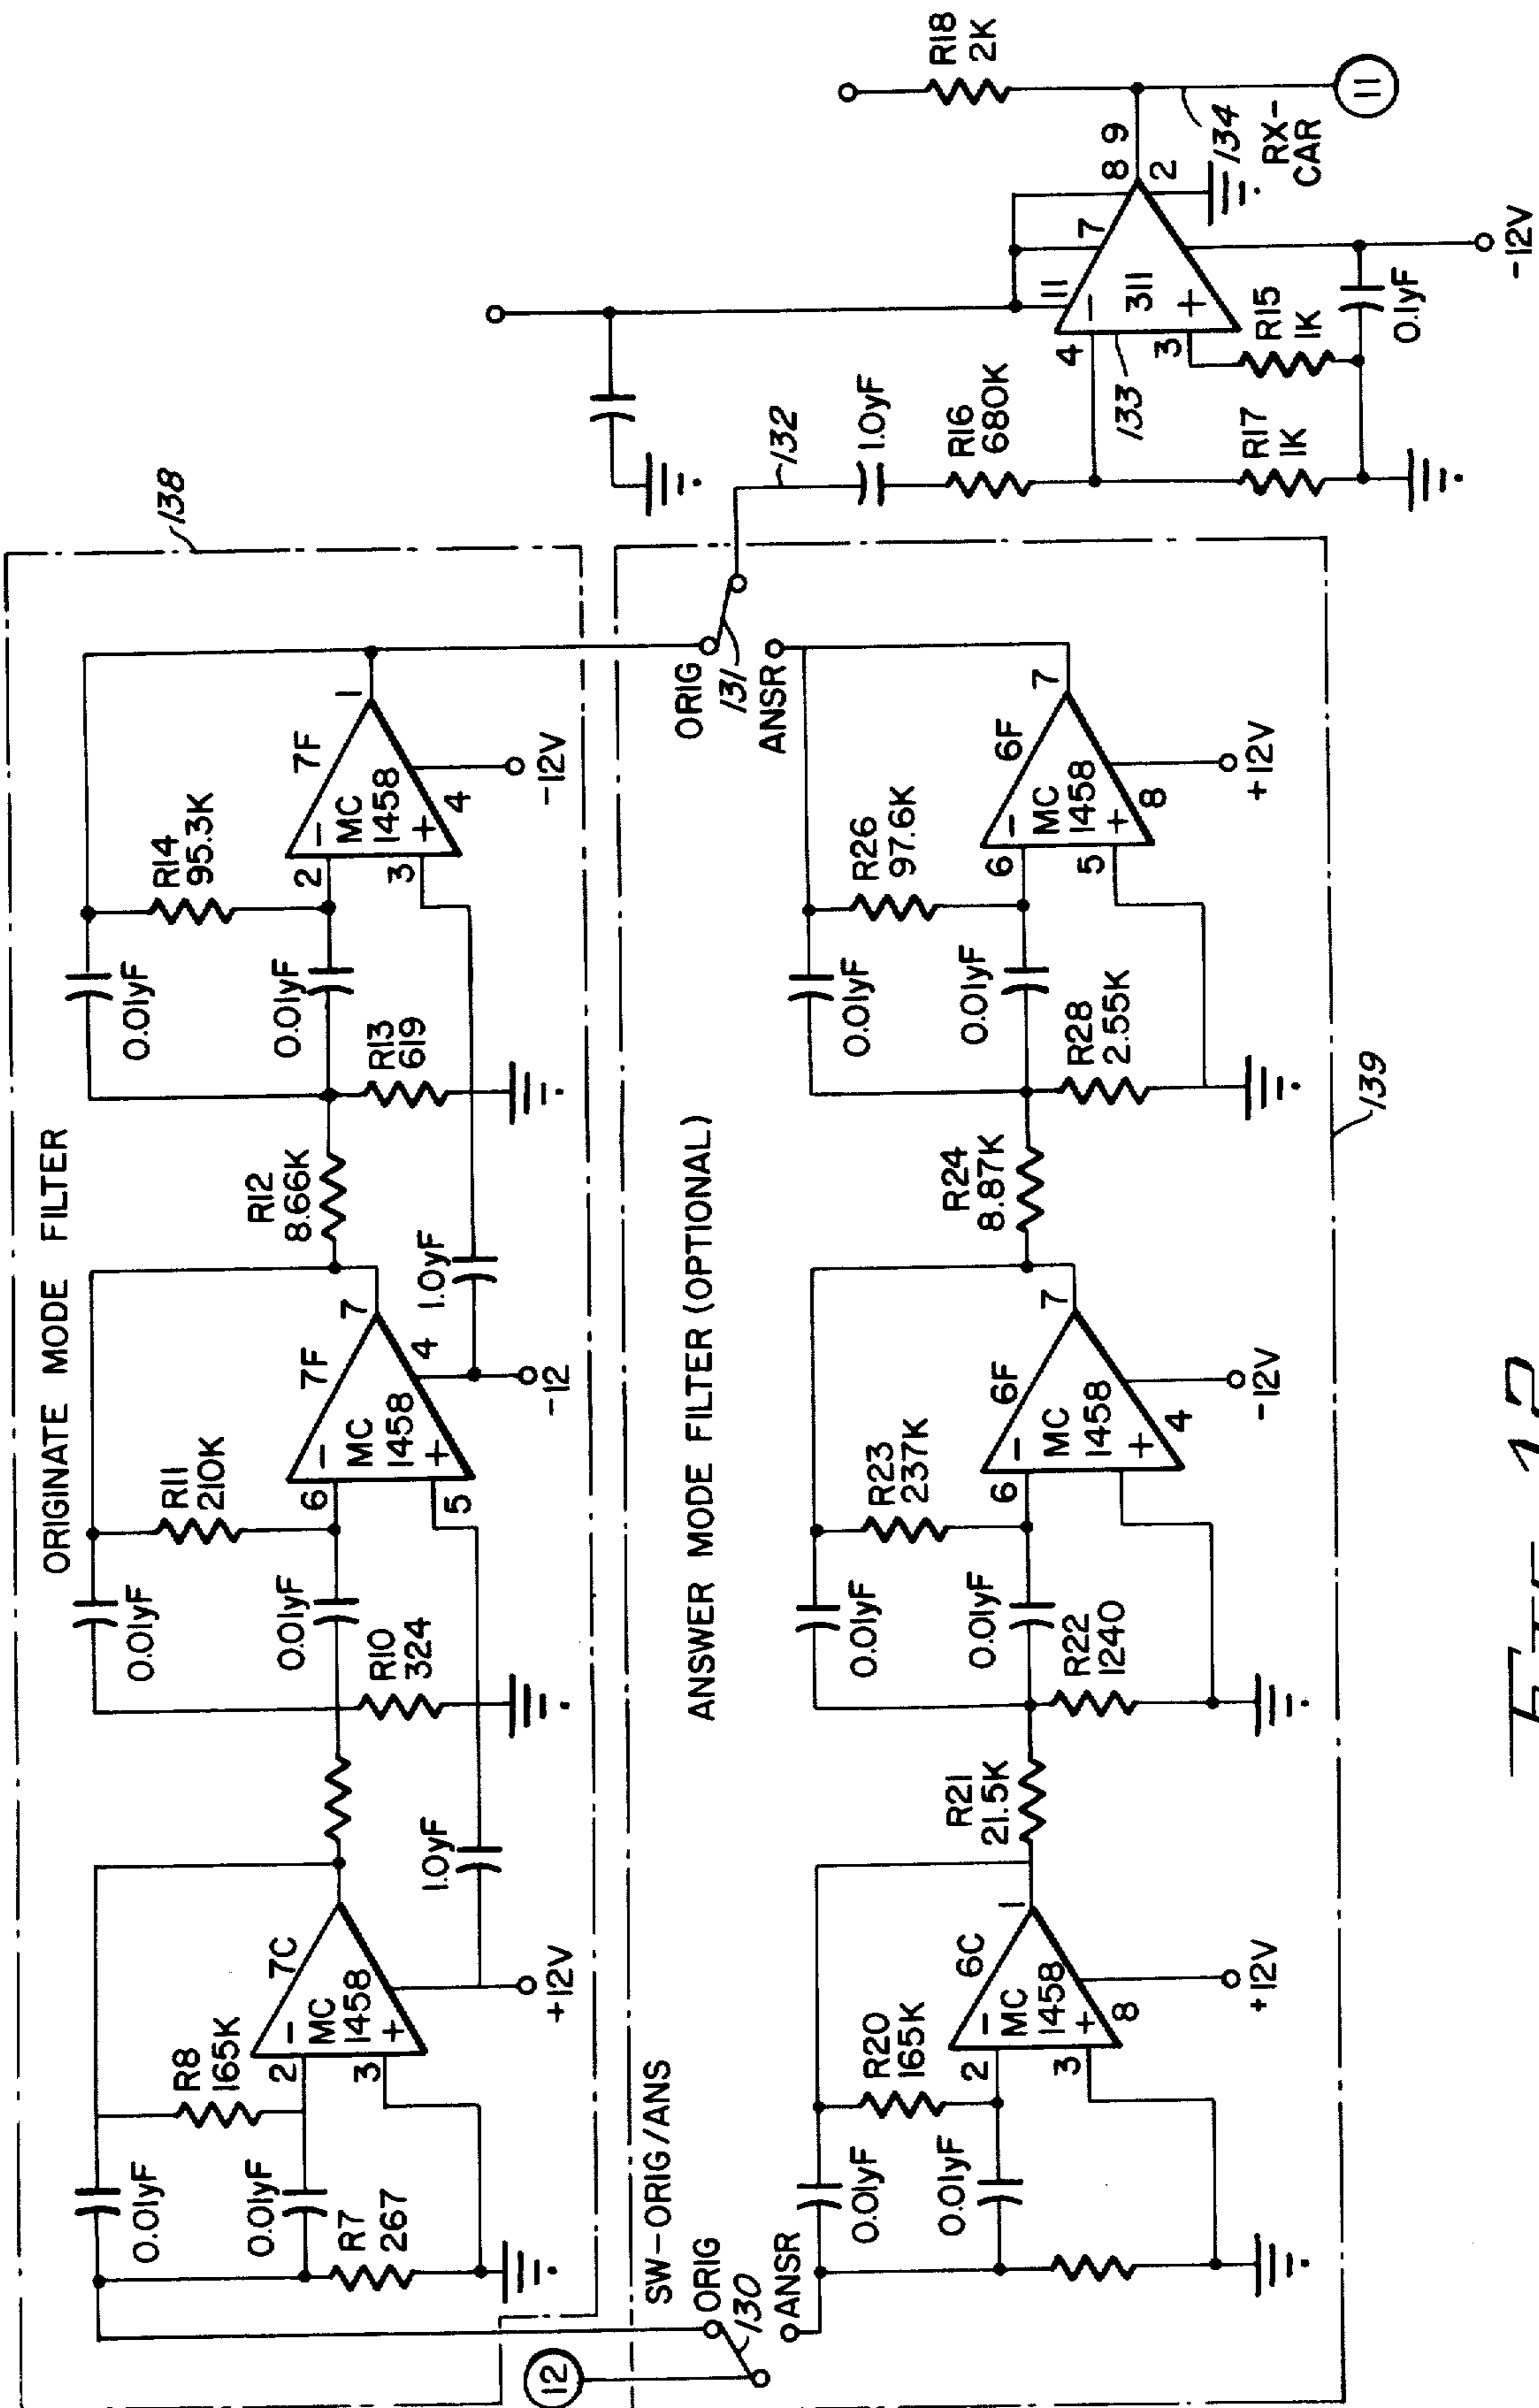 ORIGINATE MODE FILTER
138
0.01yF
R8
165K
0.01yF
R7
267
2
3
7C
-
MC
1458
+
+12V
1.0yF
0.01yF
R11
210K
0.01yF
R10
324
6
5
7F
-
MC
1458
+
7
4
-12
1.0yF
R12
8.66K
0.01yF
R14
95.3K
0.01yF
R13
619
2
3
7F
-
MC
1458
+
1
4
-12V
12
SW-ORIG/ANS
ORIG
130
ANSR
ANSWER MODE FILTER (OPTIONAL)
0.01yF
R20
165K
0.01yF
2
3
6C
-
MC
1458
+
1
8
+12V
R21
21.5K
0.01yF
R23
237K
0.01yF
R22
1240
6
6F
-
MC
1458
+
7
4
-12V
R24
8.87K
0.01yF
R26
97.6K
0.01yF
R28
2.55K
6
5
6F
-
MC
1458
+
7
8
+12V
139
ORIG
131
ANSR
132
1.0yF
R16
680K
R17
1K
133
4
3
11
-
311
+
7
8
9
2
R15
1K
0.1yF
-12V
R18
2K
134
RX-
CAR
11